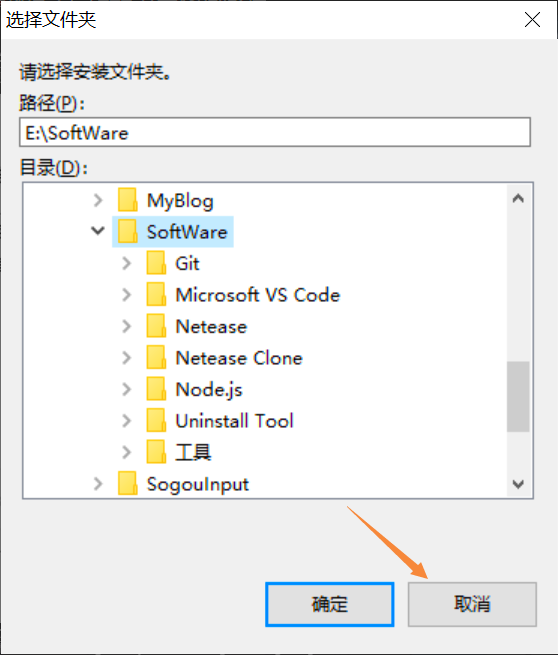 选择文件夹
请选择安装文件夹。
路径(P):
E:\SoftWare
目录(D):
MyBlog
SoftWare
Git
Microsoft VS Code
Netease
Netease Clone
Node.js
Uninstall Tool
工具
SogouInput
确定
取消